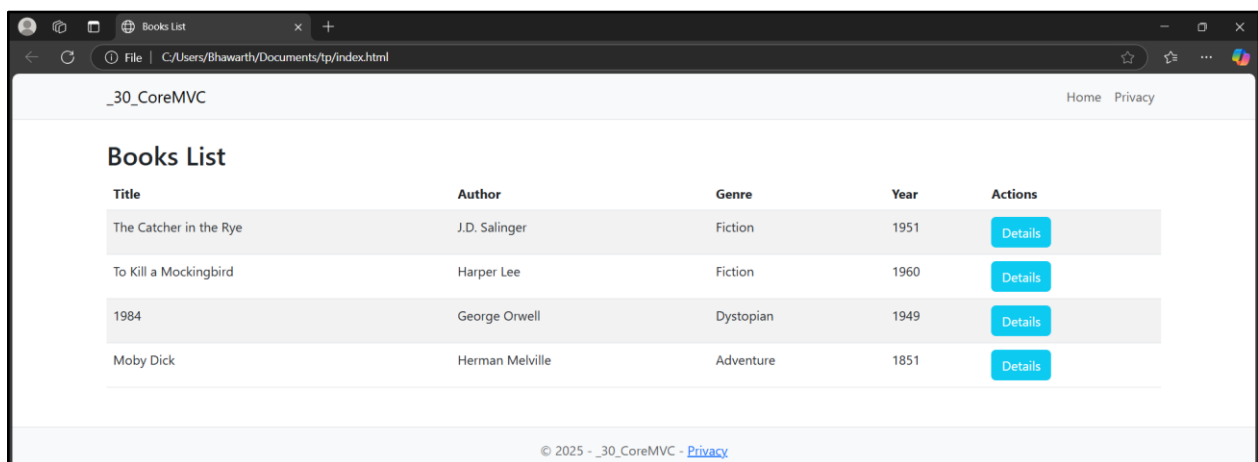 Books List
File | C:/Users/Bhawarth/Documents/tp/index.html
_30_CoreMVC Home Privacy
Books List
Title Author Genre Year Actions
The Catcher in the Rye J.D. Salinger Fiction 1951 Details
To Kill a Mockingbird Harper Lee Fiction 1960 Details
1984 George Orwell Dystopian 1949 Details
Moby Dick Herman Melville Adventure 1851 Details
© 2025 - _30_CoreMVC - Privacy